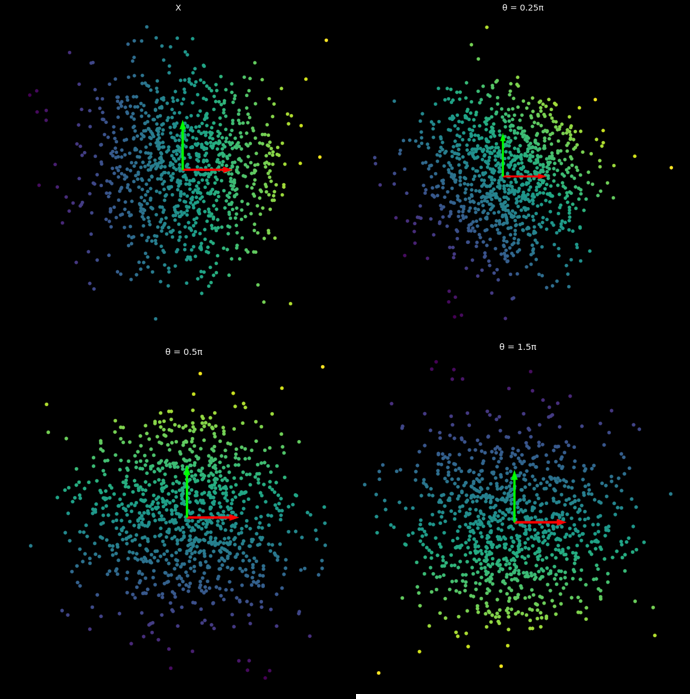 X
θ = 0.25π
θ = 0.5π
θ = 1.5π